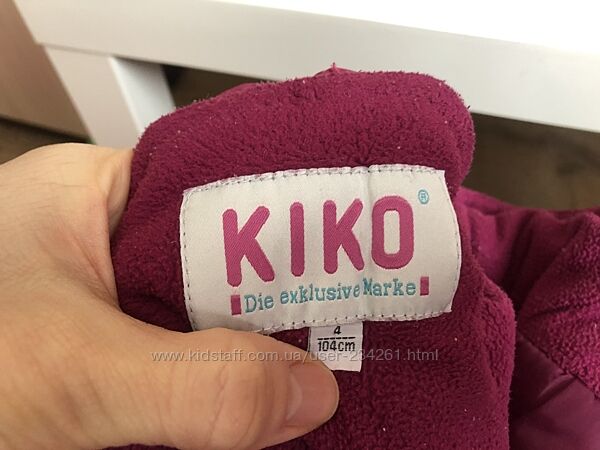 KIKO®
Die exklusive Marke
4
104cm
www.kidstaff.com.ua/user-234261.html